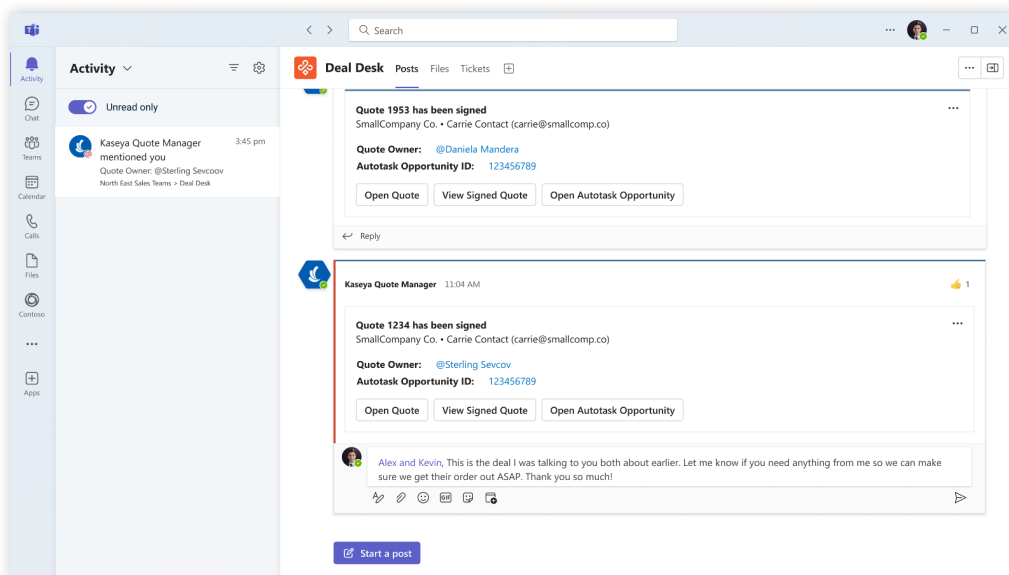 Search
Activity
Chat
Teams
Calendar
Calls
Files
Contoso
Apps
Activity
Unread only
Kaseya Quote Manager
mentioned you
3:45 pm
Quote Owner: @Sterling Sevcoov
North East Sales Teams > Deal Desk
Deal Desk Posts Files Tickets
Quote 1953 has been signed
SmallCompany Co. • Carrie Contact (carrie@smallcomp.co)
Quote Owner: @Daniela Mandera
Autotask Opportunity ID: 123456789
Open Quote View Signed Quote Open Autotask Opportunity
Reply
Kaseya Quote Manager 11:04 AM 1
Quote 1234 has been signed
SmallCompany Co. • Carrie Contact (carrie@smallcomp.co)
Quote Owner: @Sterling Sevcov
Autotask Opportunity ID: 123456789
Open Quote View Signed Quote Open Autotask Opportunity
Alex and Kevin, This is the deal I was talking to you both about earlier. Let me know if you need anything from me so we can make
sure we get their order out ASAP. Thank you so much!
GIF
Start a post